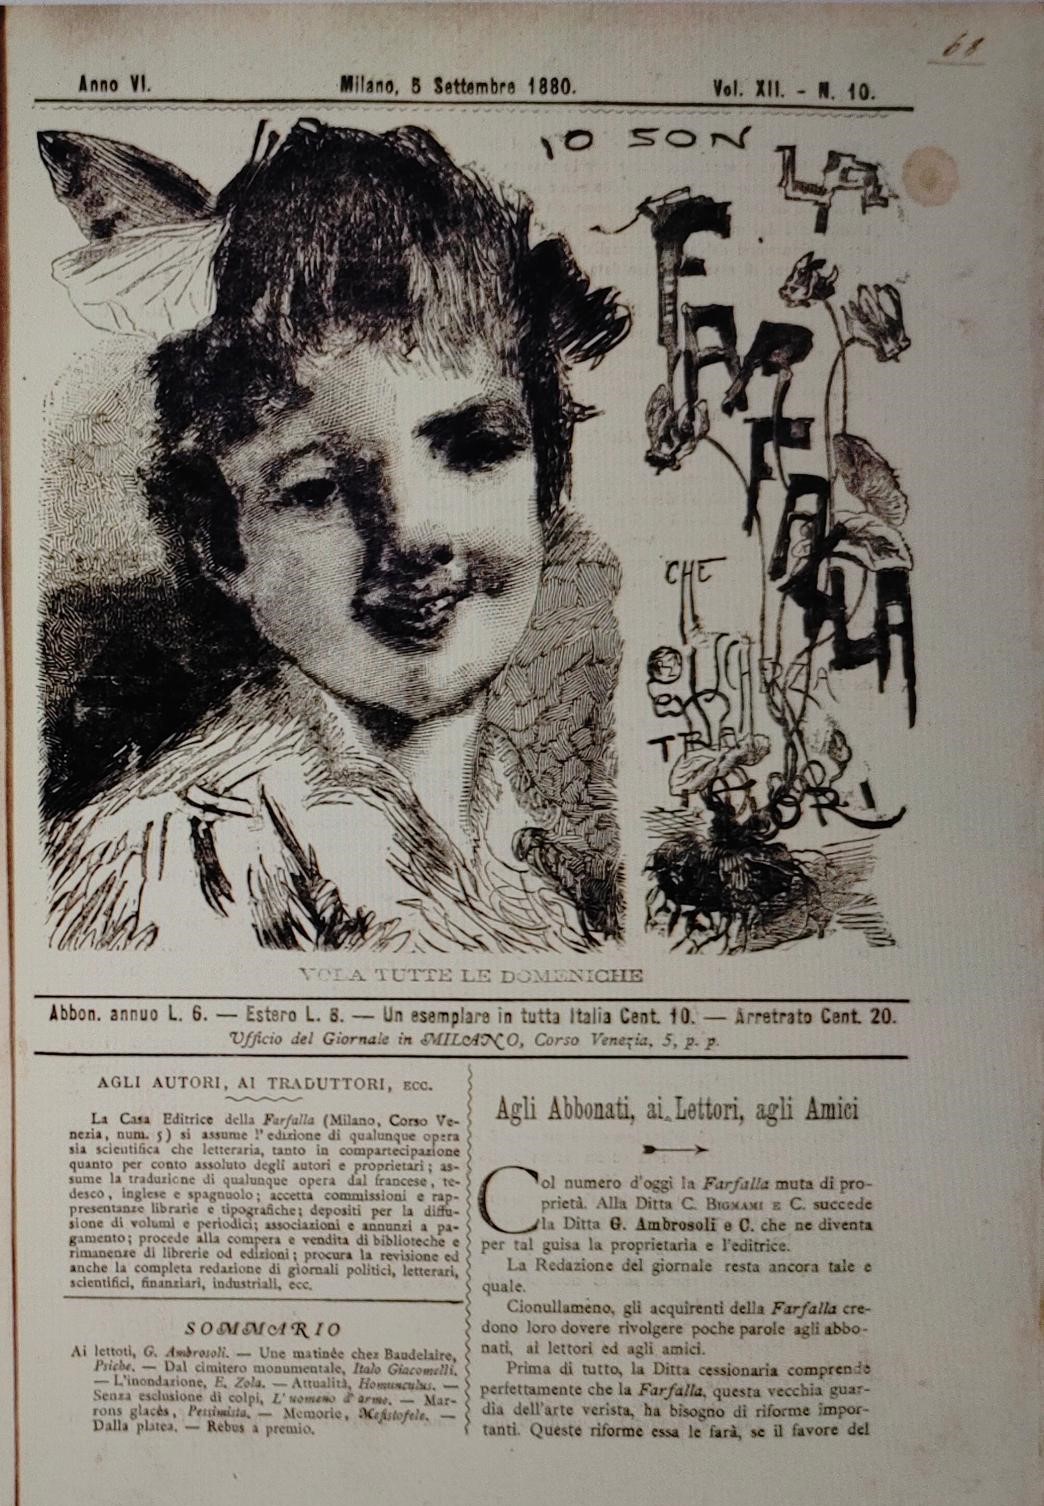 68
Anno VI.
Milano, 5 Settembre 1880.
Vol. XII. - N. 10.
IO SON LA
FARFALLA
CHE
SCHERZA
TRA
FIORI
VOLA TUTTE LE DOMENICHE
Abbon. annuo L. 6. — Estero L. 8. — Un esemplare in tutta Italia Cent. 10. — Arretrato Cent. 20.
Ufficio del Giornale in MILANO, Corso Venezia, 5, p. p.
AGLI AUTORI, AI TRADUTTORI, ECC.
La Casa Editrice della Farfalla (Milano, Corso Ve-
nezia, num. 5) si assume l'edizione di qualunque opera
sia scientifica che letteraria, tanto in compartecipazione
quanto per conto assoluto degli autori e proprietari; as-
sume la traduzione di qualunque opera dal francese, te-
desco, inglese e spagnuolo; accetta commissioni e rap-
presentanze librarie e tipografiche; depositi per la diffu-
sione di volumi e periodici; associazioni e annunzi a pa-
gamento; procede alla compera e vendita di biblioteche e
rimanenze di librerie od edizioni; procura la revisione ed
anche la completa redazione di giornali politici, letterari,
scientifici, finanziari, industriali, ecc.
SOMMARIO
Ai lettoti, G. Ambrosoli. — Une matinée chez Baudelaire,
Psiche. — Dal cimitero monumentale, Italo Giacomelli.
— L'inondazione, E. Zola. — Attualità, Homunculus. —
Senza esclusione di colpi, L'uomeno d'arme. — Mar-
rons glacés, Pessimista. — Memorie, Mefistofele. —
Dalla platea. — Rebus a premio.
Agli Abbonati, ai Lettori, agli Amici
Col numero d'oggi la Farfalla muta di pro-
prietà. Alla Ditta C. BIGNAMI E C. succede
la Ditta G. Ambrosoli e C. che ne diventa
per tal guisa la proprietaria e l'editrice.
La Redazione del giornale resta ancora tale e
quale.
Cionullameno, gli acquirenti della Farfalla cre-
dono loro dovere rivolgere poche parole agli abbo-
nati, ai lettori ed agli amici.
Prima di tutto, la Ditta cessionaria comprende
perfettamente che la Farfalla, questa vecchia guar-
dia dell'arte verista, ha bisogno di riforme impor-
tanti. Queste riforme essa le farà, se il favore del